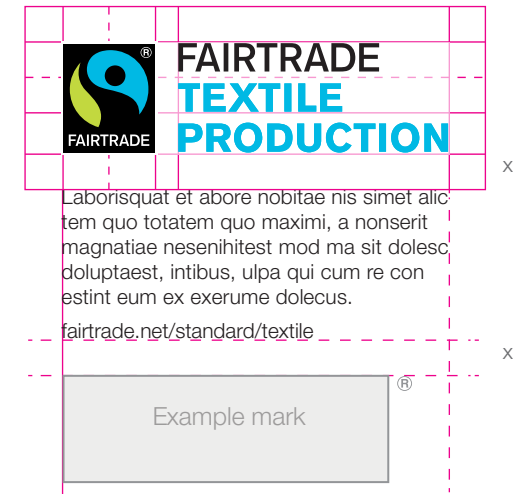 ®
FAIRTRADE
FAIRTRADE
TEXTILE
PRODUCTION
x
Laborisquat et abore nobitae nis simet alic
tem quo totatem quo maximi, a nonserit
magnatiae nesenihitest mod ma sit dolesc
doluptaest, intibus, ulpa qui cum re con
estint eum ex exerume dolecus.
fairtrade.net/standard/textile
x
®
Example mark